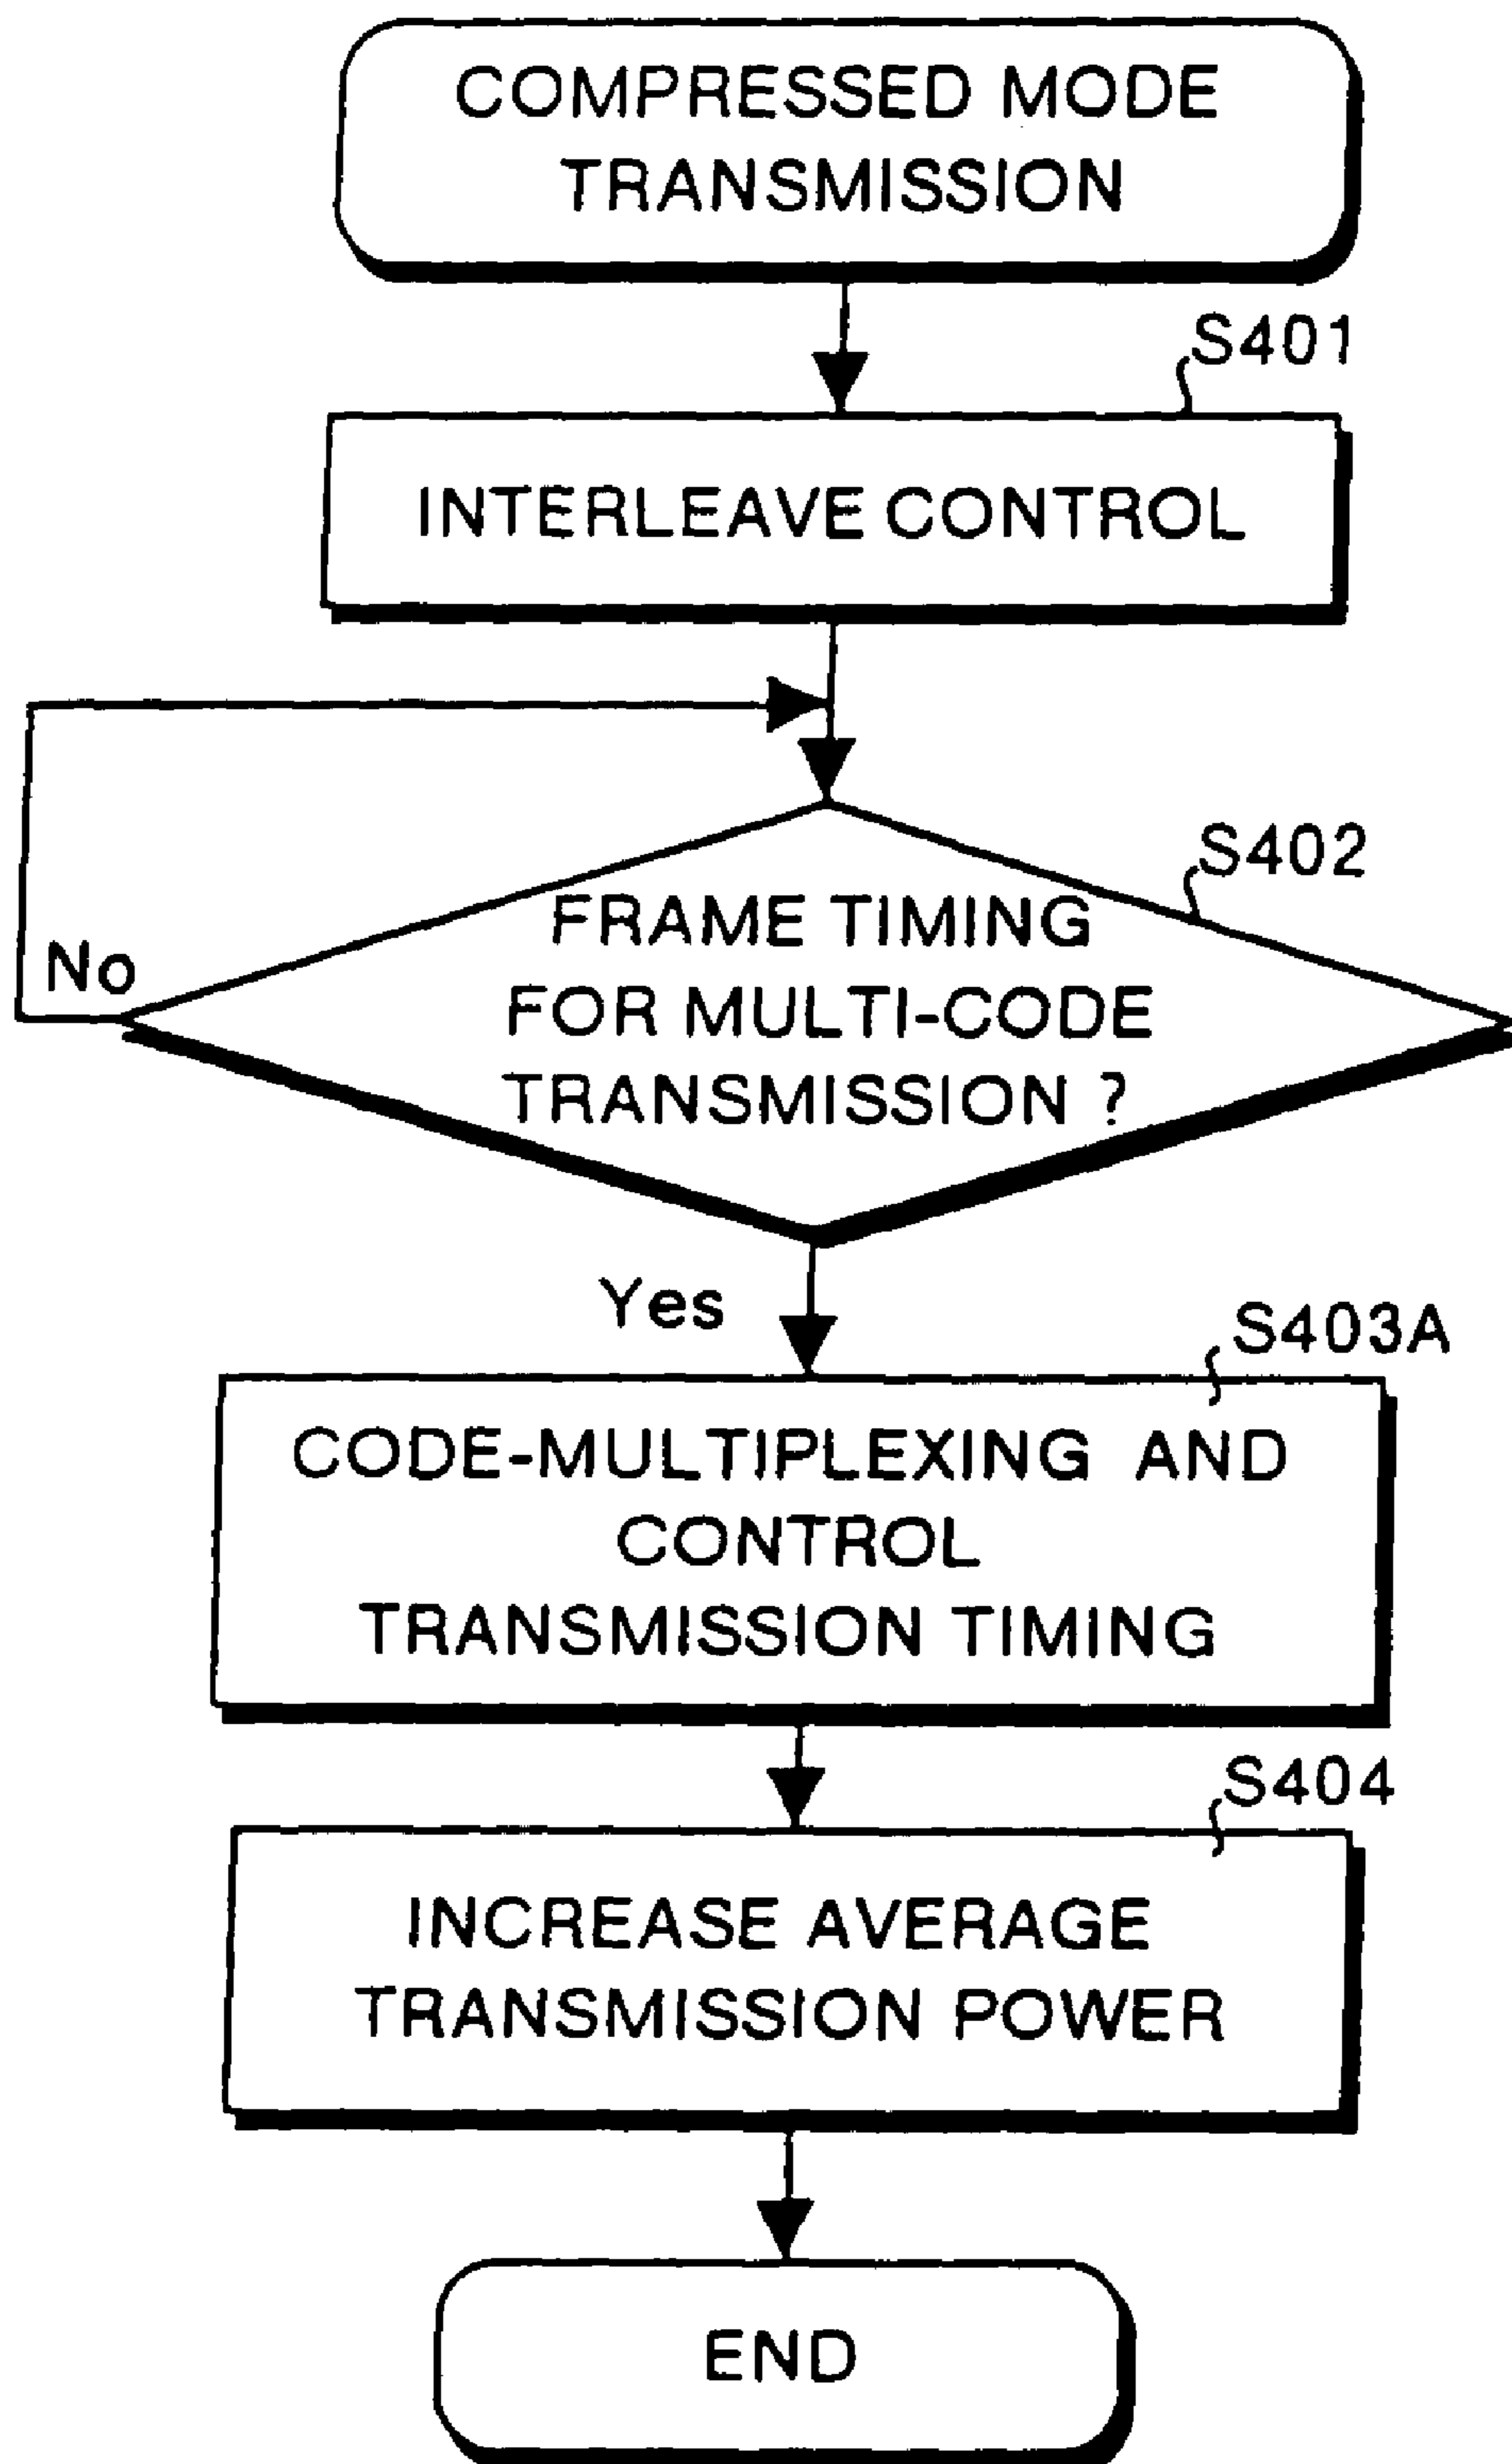 COMPRESSED MODE
TRANSMISSION
S401
INTERLEAVE CONTROL
S402
FRAME TIMING
No
FOR MULTI-CODE
TRANSMISSION ?
Yes
S403A
CODE-MULTIPLEXING AND
CONTROL
TRANSMISSION TIMING
S404
INCREASE AVERAGE
TRANSMISSION POWER
END